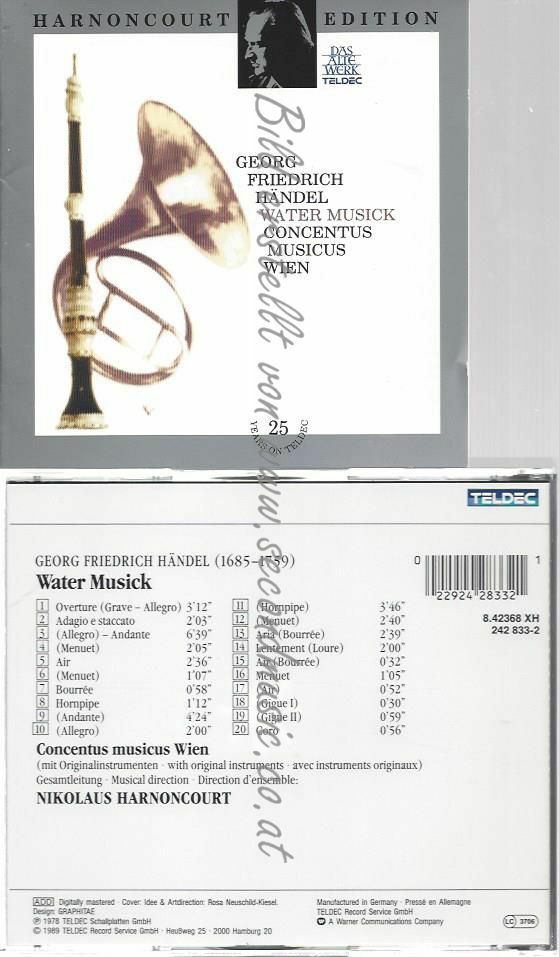 HARNONCOURT EDITION
DAS
ALTE
WERK
TELDEC
GEORG
FRIEDRICH
HÄNDEL
WATER MUSICK
CONCENTUS
MUSICUS
WIEN
25
YEARS ON TELDEC
Bild erstellt von www.secondmusic.co.at
TELDEC
GEORG FRIEDRICH HÄNDEL (1685–1759)
Water Musick
1 Overture (Grave – Allegro) 3'12"
2 Adagio e staccato 2'03"
3 (Allegro) – Andante 6'39"
4 (Menuet) 2'05"
5 Air 2'36"
6 (Menuet) 1'07"
7 Bourrée 0'58"
8 Hornpipe 1'12"
9 (Andante) 4'24"
10 (Allegro) 2'00"
11 (Hornpipe) 3'46"
12 (Menuet) 2'40"
13 Aria (Bourrée) 2'39"
14 Lentement (Loure) 2'00"
15 Air (Bourrée) 0'32"
16 Menuet 1'05"
17 (Air) 0'52"
18 (Gigue I) 0'30"
19 (Gigue II) 0'59"
20 Coro 0'56"
0 22924 28332 1
8.42368 XH
242 833-2
Concentus musicus Wien
(mit Originalinstrumenten · with original instruments · avec instruments originaux)
Gesamtleitung · Musical direction · Direction d'ensemble:
NIKOLAUS HARNONCOURT
ADD Digitally mastered · Cover: Idee & Artdirection: Rosa Neuschild-Kiesel.
Design: GRAPHITAE
℗ 1978 TELDEC Schallplatten GmbH
© 1989 TELDEC Record Service GmbH · Heußweg 25 · 2000 Hamburg 20
Manufactured in Germany · Pressé en Allemagne
TELDEC Record Service GmbH
A Warner Communications Company
LC 3706